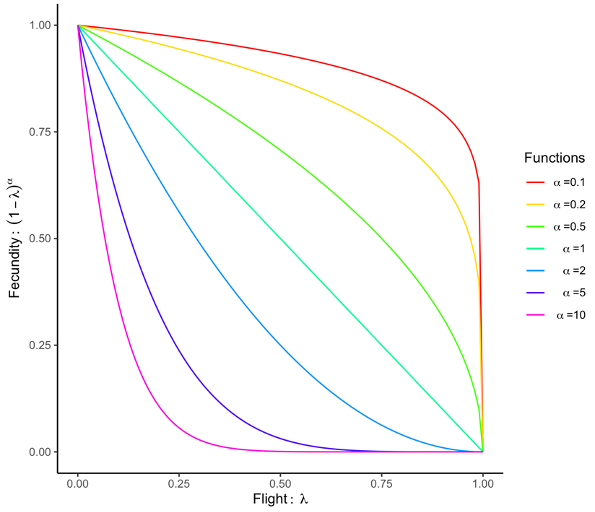 1.00
0.75
0.50
0.25
0.00
Fecundity: (1 − λ)^α
0.00 0.25 0.50 0.75 1.00
Flight: λ
Functions
α =0.1
α =0.2
α =0.5
α =1
α =2
α =5
α =10